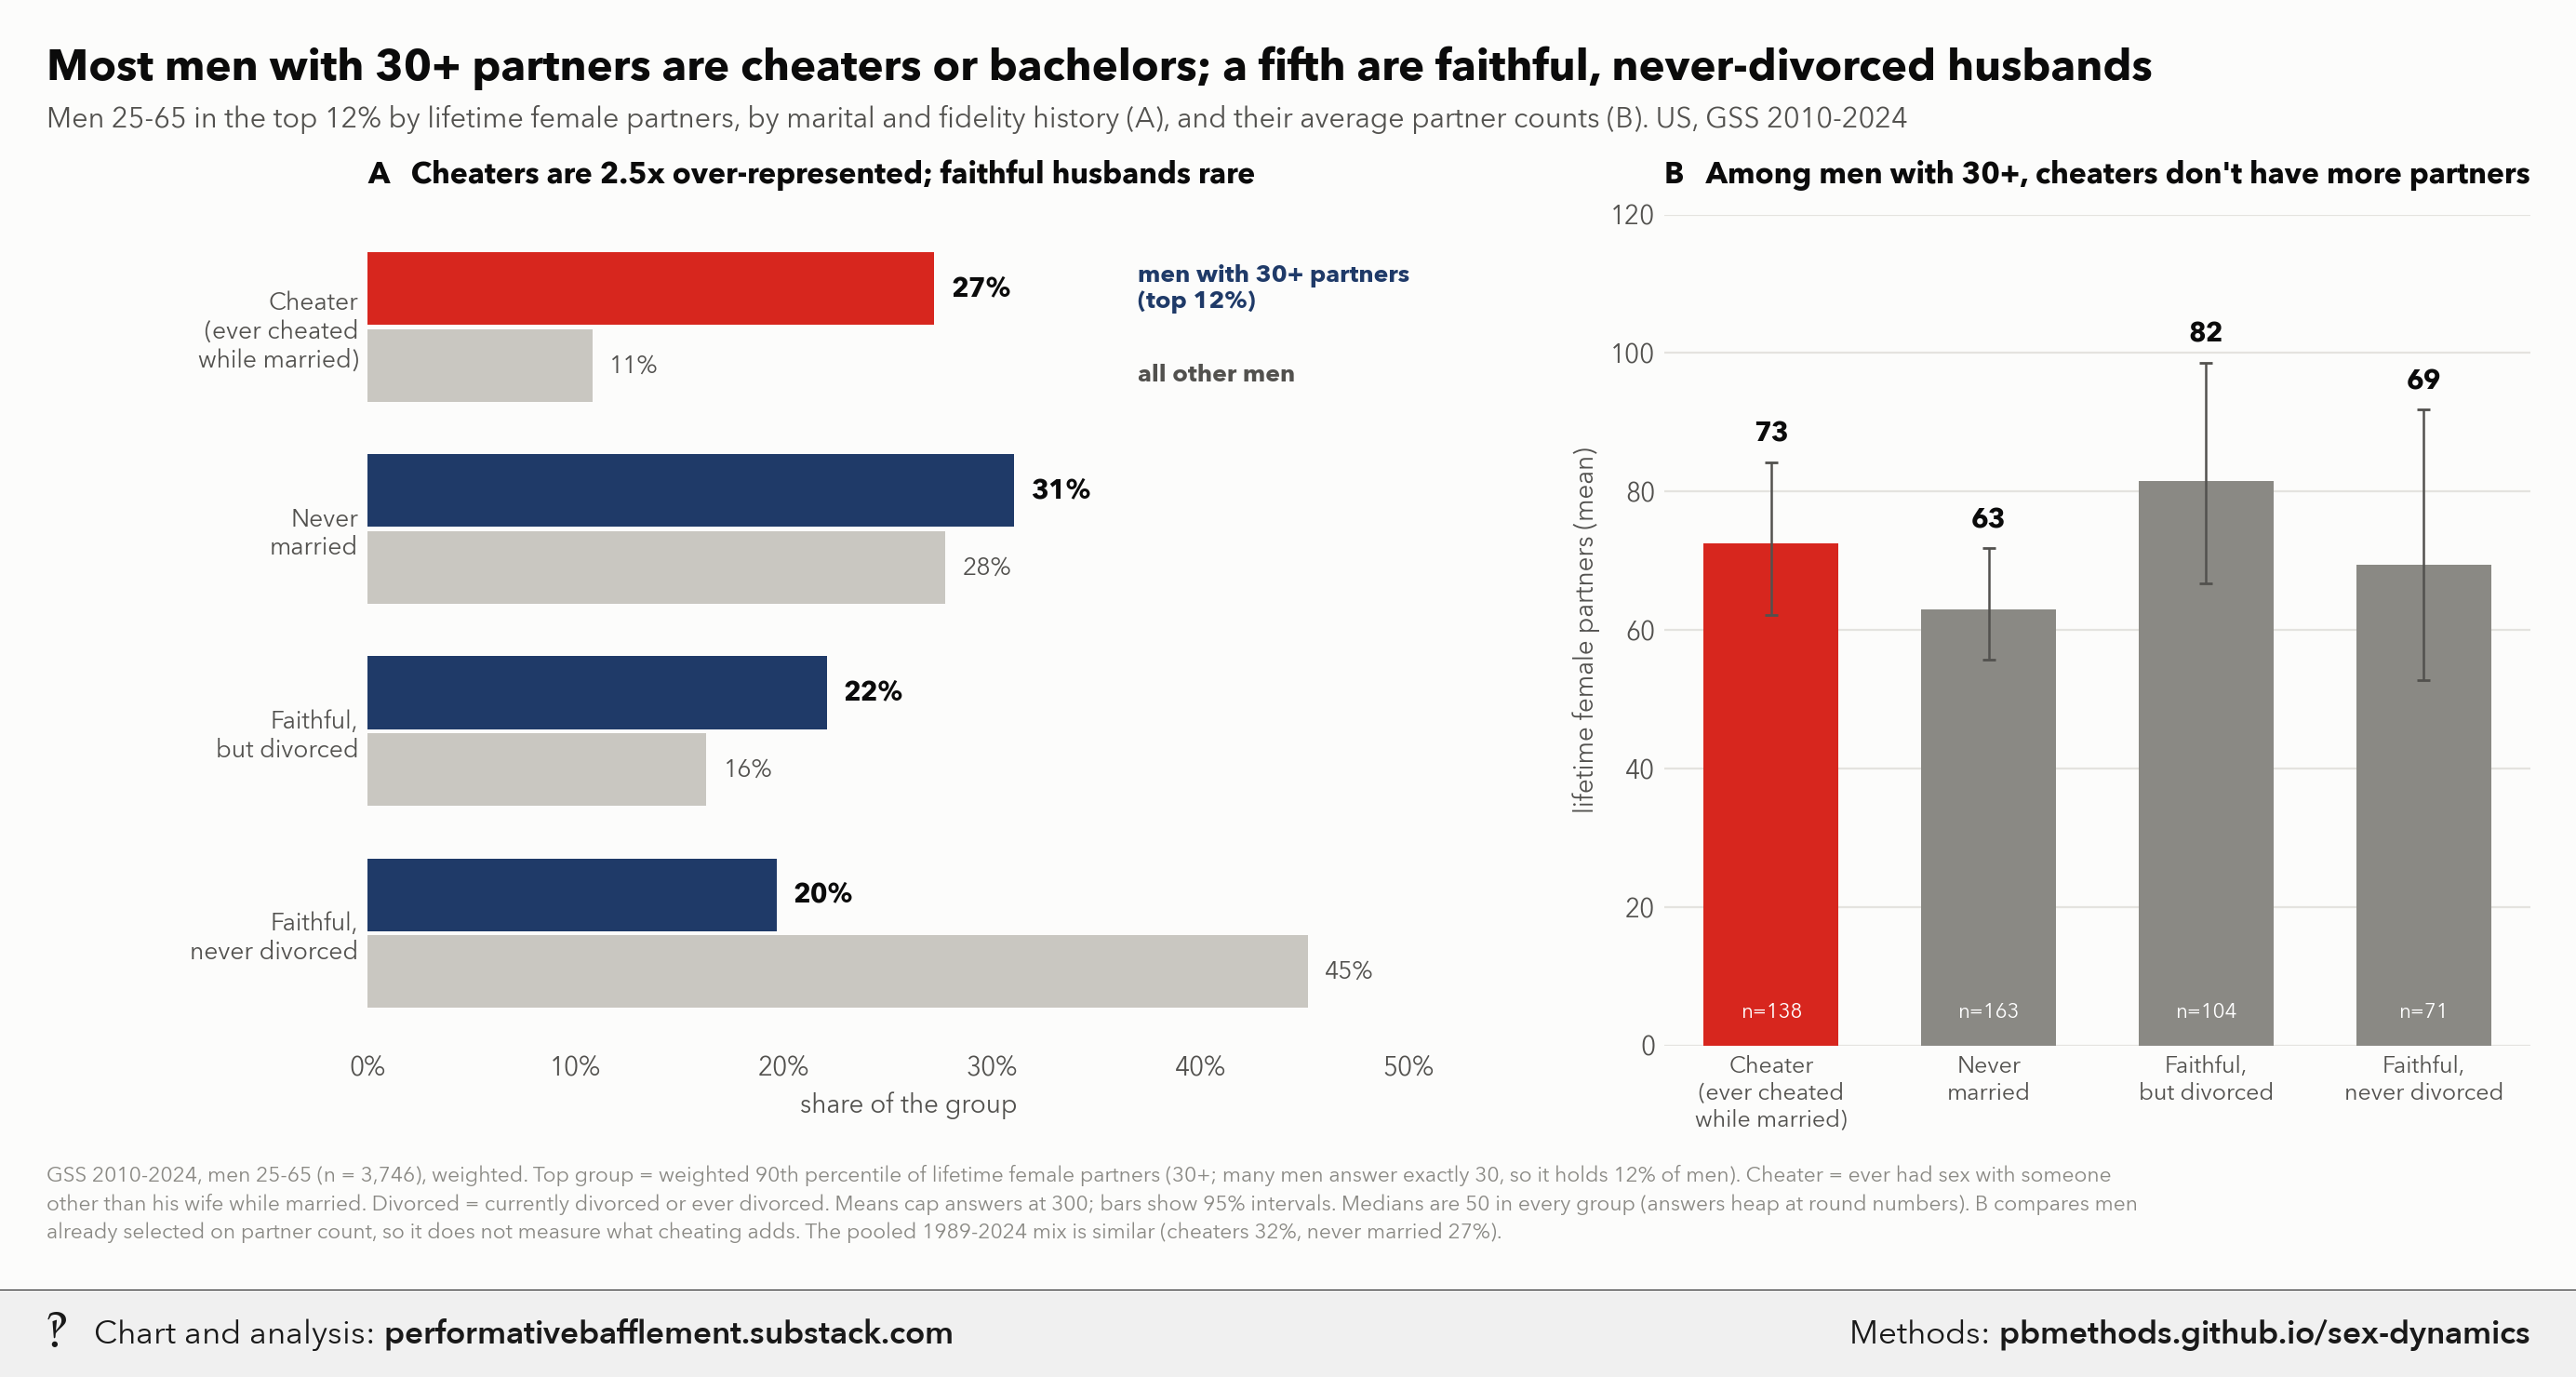 Most men with 30+ partners are cheaters or bachelors; a fifth are faithful, never-divorced husbands
Men 25-65 in the top 12% by lifetime female partners, by marital and fidelity history (A), and their average partner counts (B). US, GSS 2010-2024
A Cheaters are 2.5x over-represented; faithful husbands rare
Cheater
(ever cheated
while married)
27%
11%
men with 30+ partners
(top 12%)
all other men
Never
married
31%
28%
Faithful,
but divorced
22%
16%
Faithful,
never divorced
20%
45%
0% 10% 20% 30% 40% 50%
share of the group
B Among men with 30+, cheaters don't have more partners
lifetime female partners (mean)
120
100
80
60
40
20
0
73
63
82
69
n=138
n=163
n=104
n=71
Cheater
(ever cheated
while married)
Never
married
Faithful,
but divorced
Faithful,
never divorced
GSS 2010-2024, men 25-65 (n = 3,746), weighted. Top group = weighted 90th percentile of lifetime female partners (30+; many men answer exactly 30, so it holds 12% of men). Cheater = ever had sex with someone
other than his wife while married. Divorced = currently divorced or ever divorced. Means cap answers at 300; bars show 95% intervals. Medians are 50 in every group (answers heap at round numbers). B compares men
already selected on partner count, so it does not measure what cheating adds. The pooled 1989-2024 mix is similar (cheaters 32%, never married 27%).
‽ Chart and analysis: performativebafflement.substack.com
Methods: pbmethods.github.io/sex-dynamics